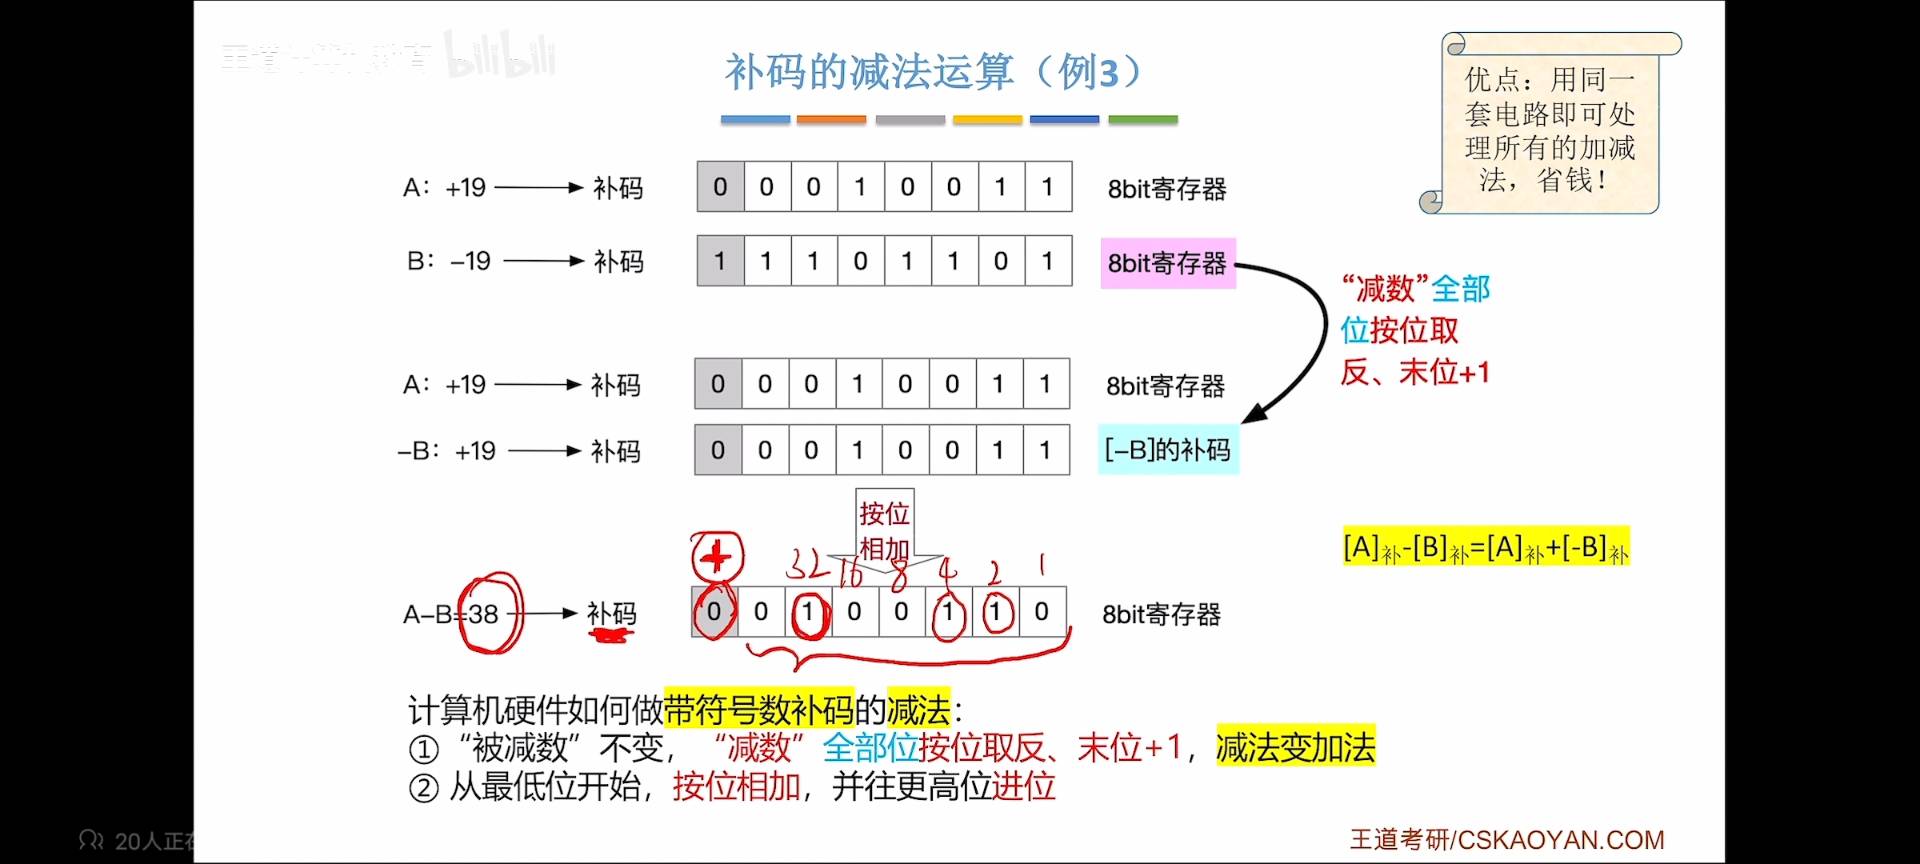 bilibili
补码的减法运算（例3）
优点：用同一
套电路即可处
理所有的加减
法，省钱！
A：+19 补码 0 0 0 1 0 0 1 1 8bit寄存器
B：-19 补码 1 1 1 0 1 1 0 1 8bit寄存器
“减数”全部
位按位取
反、末位+1
A：+19 补码 0 0 0 1 0 0 1 1 8bit寄存器
-B：+19 补码 0 0 0 1 0 0 1 1 [-B]的补码
按位
相加
+ 32 16 8 4 2 1
[A]补-[B]补=[A]补+[-B]补
A-B=38 补码 0 0 1 0 0 1 1 0 8bit寄存器
计算机硬件如何做带符号数补码的减法：
①“被减数”不变，“减数”全部位按位取反、末位+1，减法变加法
② 从最低位开始，按位相加，并往更高位进位
20人正在
王道考研/CSKAOYAN.COM